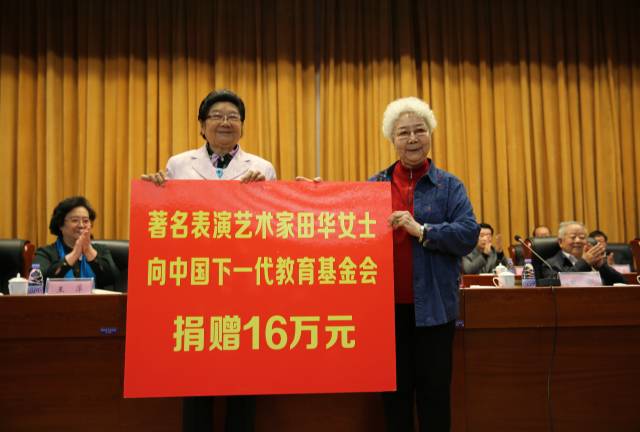 著名表演艺术家田华女士
向中国下一代教育基金会
捐赠16万元